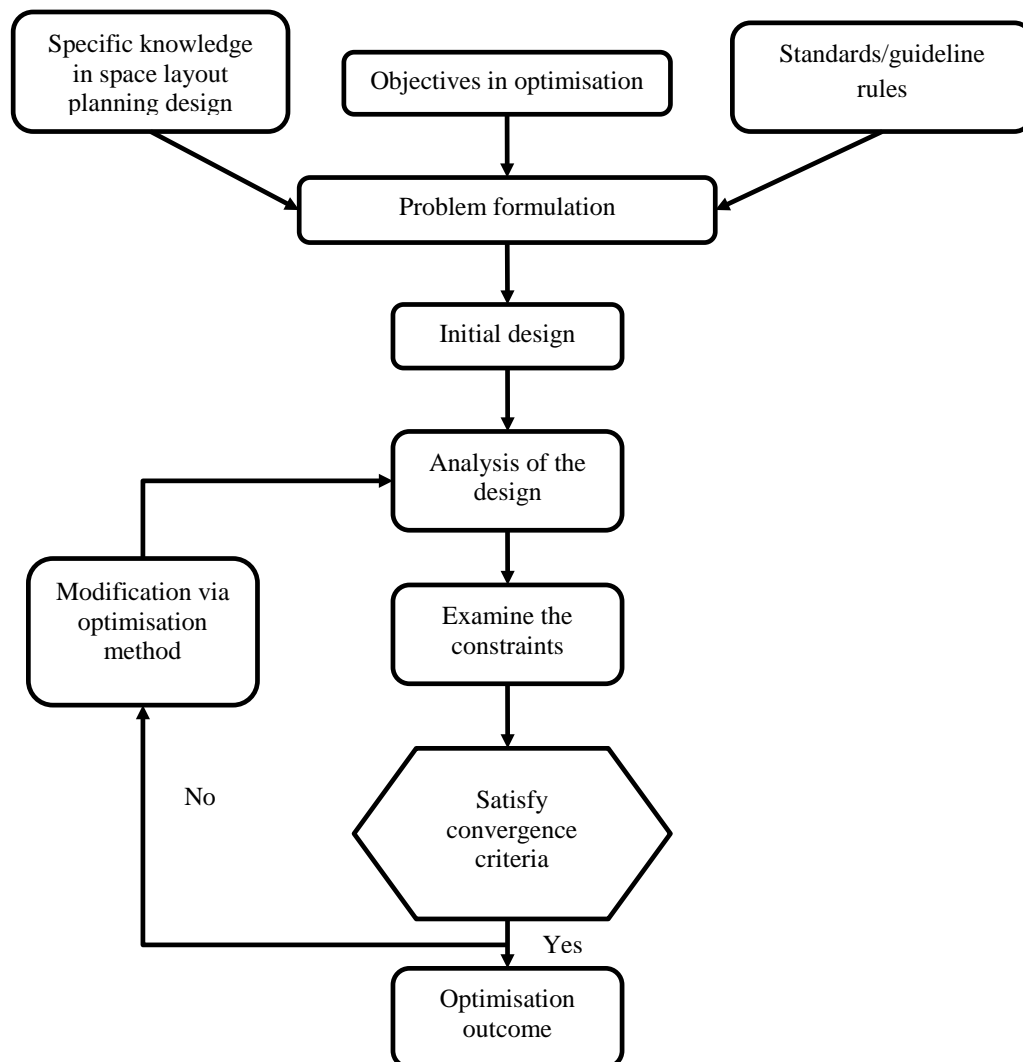 Specific knowledge
in space layout
planning design
Objectives in optimisation
Standards/guideline
rules
Problem formulation
Initial design
Analysis of the
design
Modification via
optimisation
method
Examine the
constraints
No
Satisfy
convergence
criteria
Yes
Optimisation
outcome